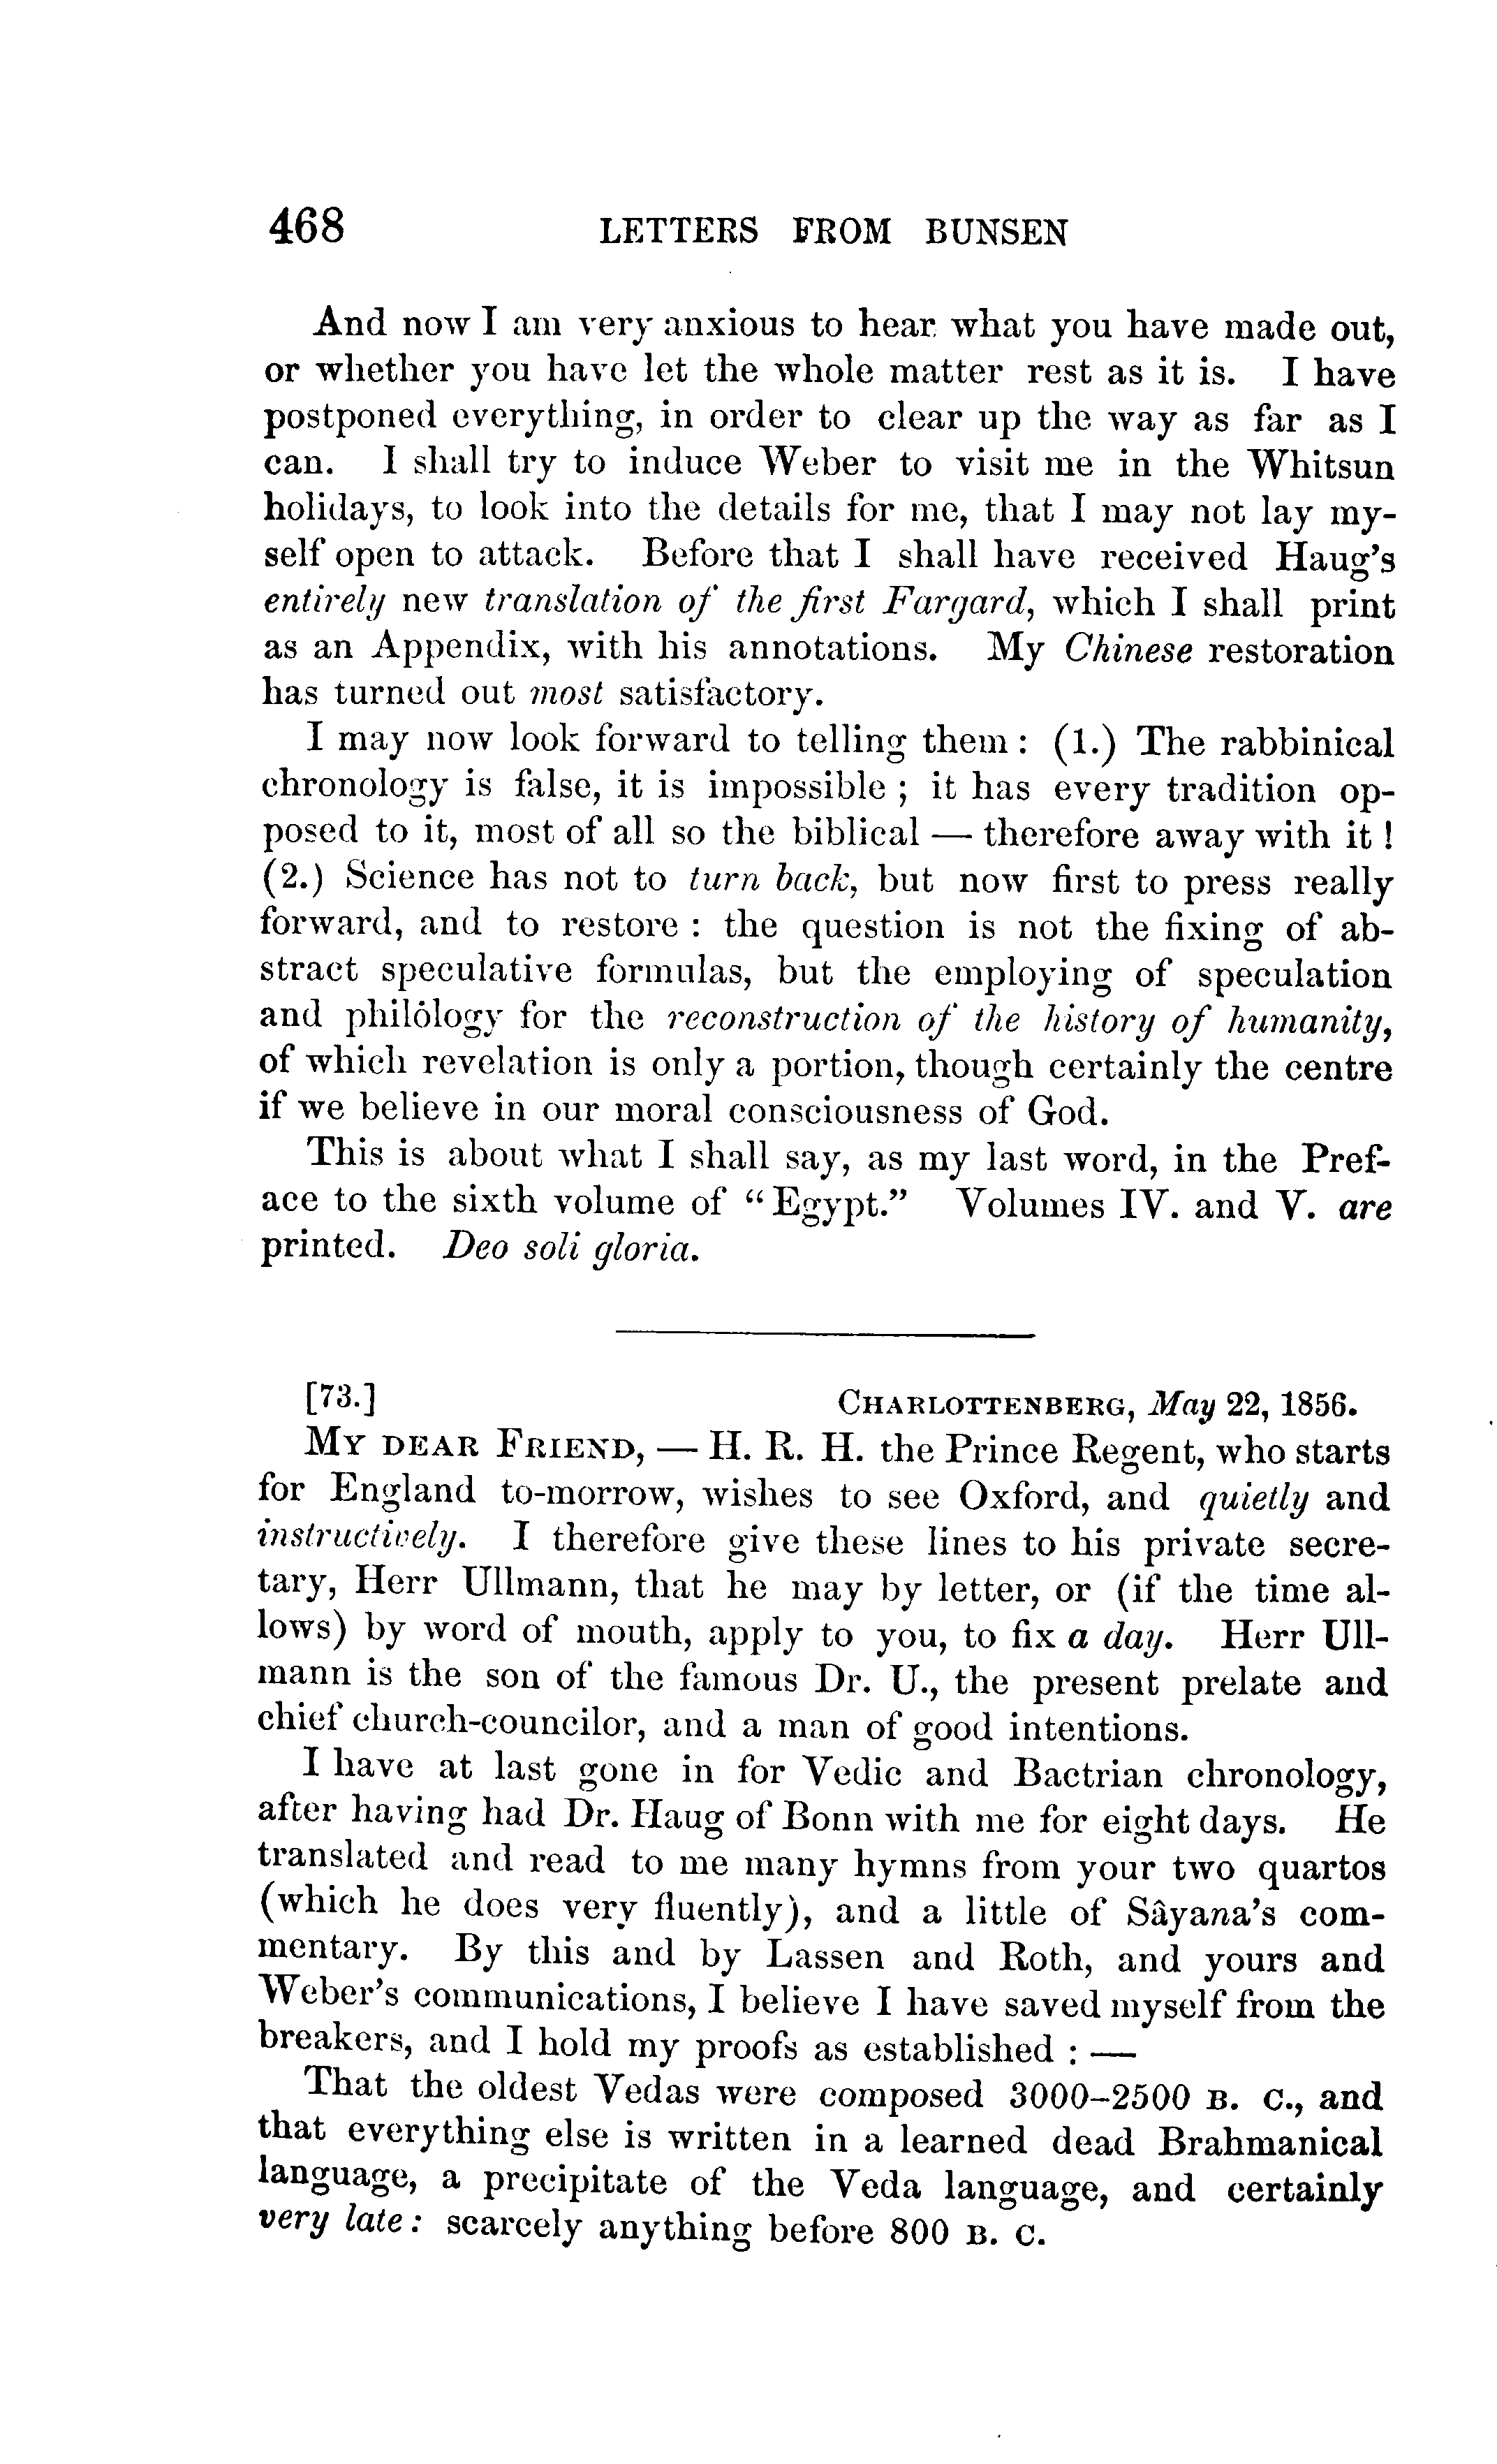 468 LETTERS FROM BUNSEN
And now I am very anxious to hear what you have made out,
or whether you have let the whole matter rest as it is. I have
postponed everything, in order to clear up the way as far as I
can. I shall try to induce Weber to visit me in the Whitsun
holidays, to look into the details for me, that I may not lay my-
self open to attack. Before that I shall have received Haug's
entirely new translation of the first Fargard, which I shall print
as an Appendix, with his annotations. My Chinese restoration
has turned out most satisfactory.
I may now look forward to telling them : (1.) The rabbinical
chronology is false, it is impossible ; it has every tradition op-
posed to it, most of all so the biblical — therefore away with it !
(2.) Science has not to turn back, but now first to press really
forward, and to restore : the question is not the fixing of ab-
stract speculative formulas, but the employing of speculation
and philology for the reconstruction of the history of humanity,
of which revelation is only a portion, though certainly the centre
if we believe in our moral consciousness of God.
This is about what I shall say, as my last word, in the Pref-
ace to the sixth volume of “Egypt.” Volumes IV. and V. are
printed. Deo soli gloria.
[73.] CHARLOTTENBERG, May 22, 1856.
MY DEAR FRIEND, — H. R. H. the Prince Regent, who starts
for England to-morrow, wishes to see Oxford, and quietly and
instructively. I therefore give these lines to his private secre-
tary, Herr Ullmann, that he may by letter, or (if the time al-
lows) by word of mouth, apply to you, to fix a day. Herr Ull-
mann is the son of the famous Dr. U., the present prelate and
chief church-councilor, and a man of good intentions.
I have at last gone in for Vedic and Bactrian chronology,
after having had Dr. Haug of Bonn with me for eight days. He
translated and read to me many hymns from your two quartos
(which he does very fluently), and a little of Sâyana's com-
mentary. By this and by Lassen and Roth, and yours and
Weber's communications, I believe I have saved myself from the
breakers, and I hold my proofs as established : —
That the oldest Vedas were composed 3000–2500 B. C., and
that everything else is written in a learned dead Brahmanical
language, a precipitate of the Veda language, and certainly
very late : scarcely anything before 800 B. C.